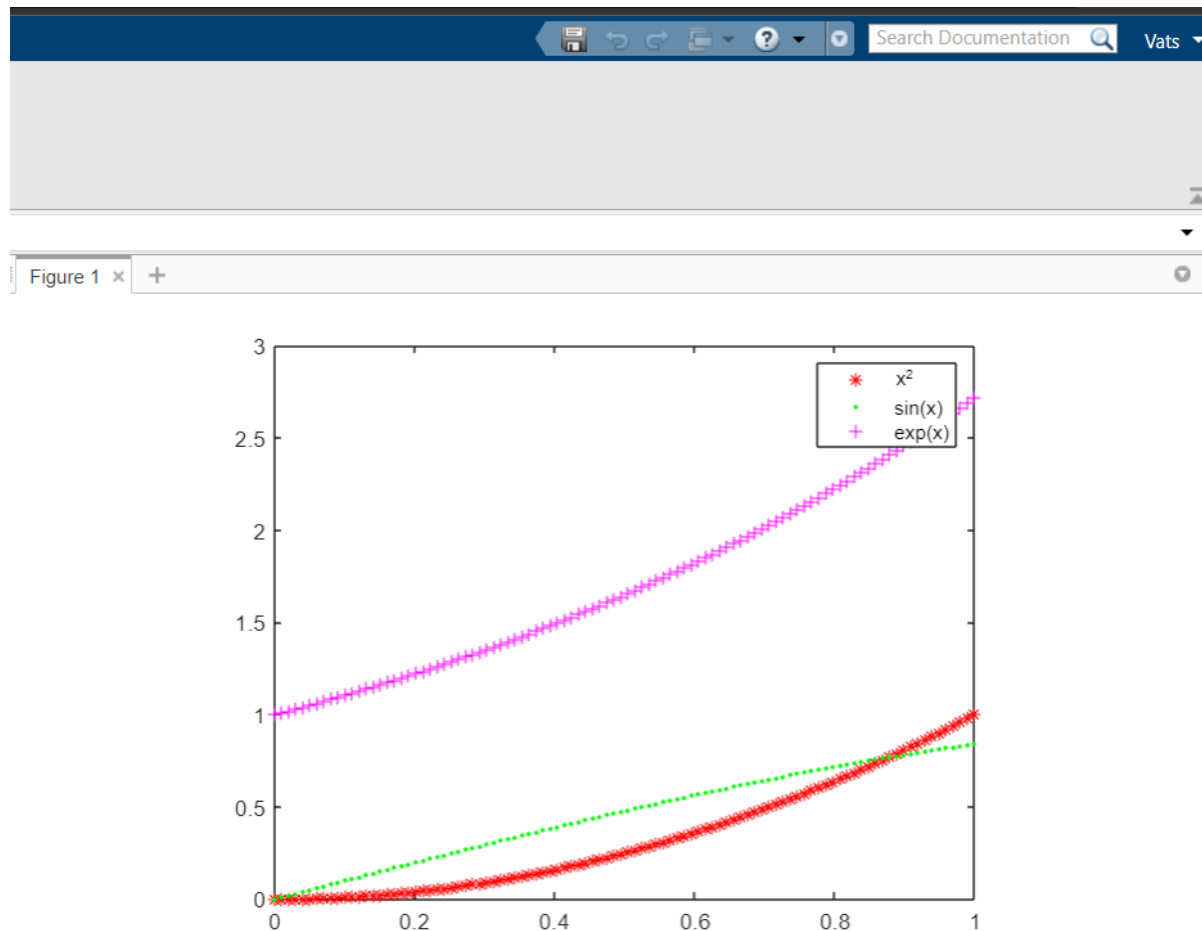 Search Documentation
Vats
Figure 1
3
2.5
2
1.5
1
0.5
0
x²
sin(x)
exp(x)
0 0.2 0.4 0.6 0.8 1